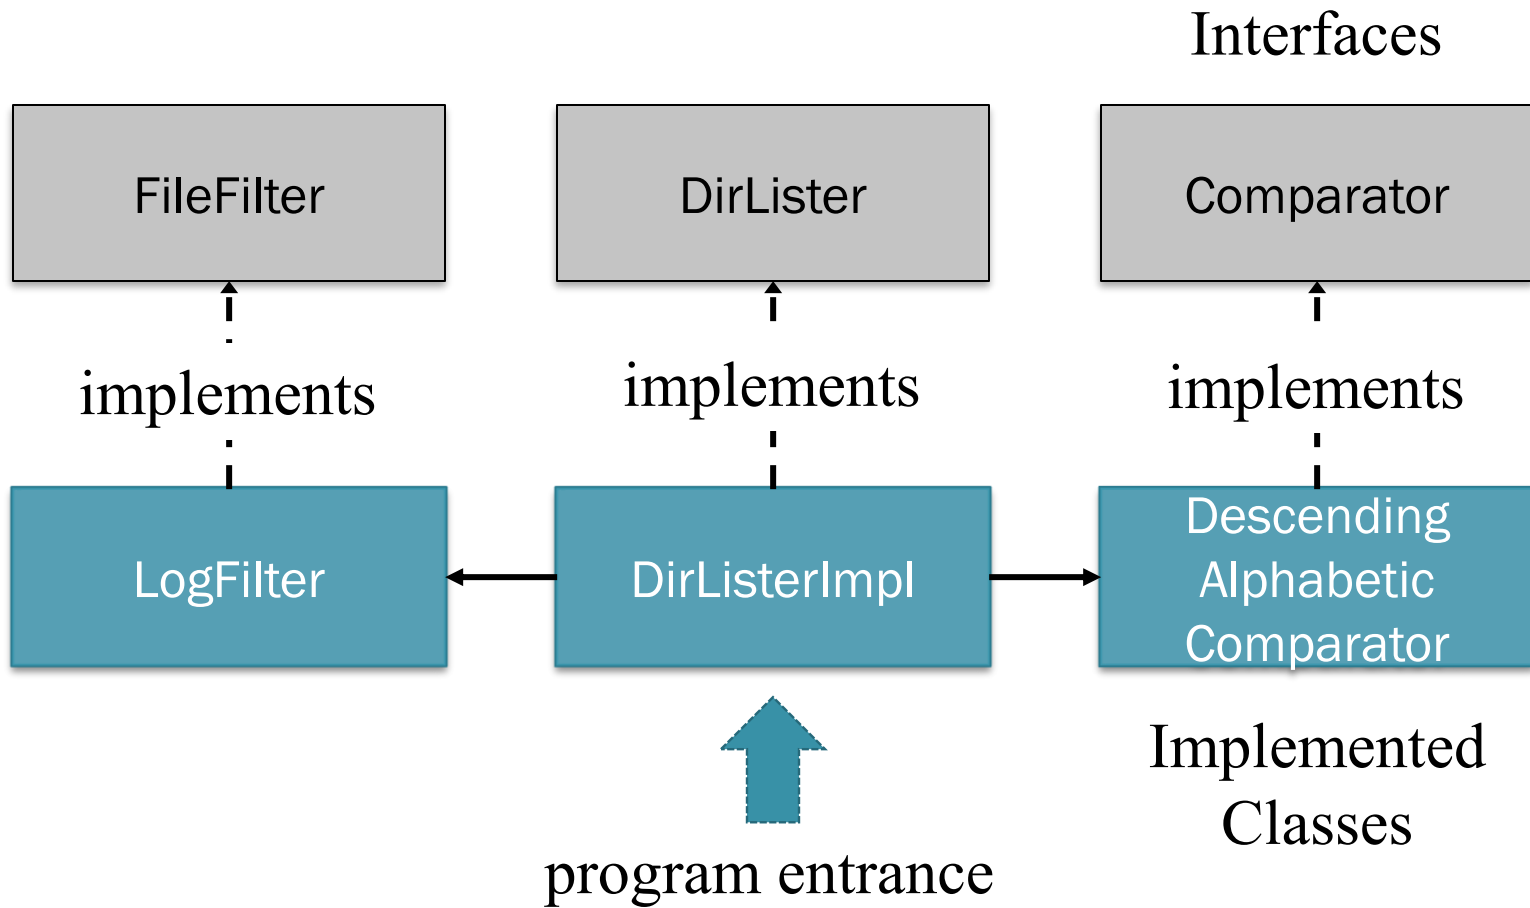 Interfaces
FileFilter
DirLister
Comparator
implements
implements
implements
LogFilter
DirListerImpl
Descending
Alphabetic
Comparator
Implemented
Classes
program entrance